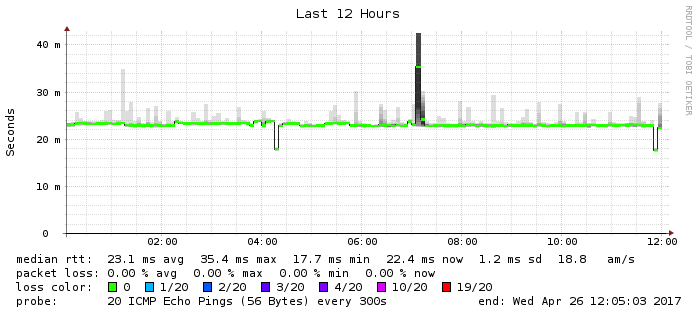 Last 12 Hours
RRDTOOL / TOBI OETIKER
Seconds
40 m
30 m
20 m
10 m
0
02:00 04:00 06:00 08:00 10:00 12:00
median rtt: 23.1 ms avg 35.4 ms max 17.7 ms min 22.4 ms now 1.2 ms sd 18.8 am/s
packet loss: 0.00 % avg 0.00 % max 0.00 % min 0.00 % now
loss color: 0 1/20 2/20 3/20 4/20 10/20 19/20
probe: 20 ICMP Echo Pings (56 Bytes) every 300s end: Wed Apr 26 12:05:03 2017